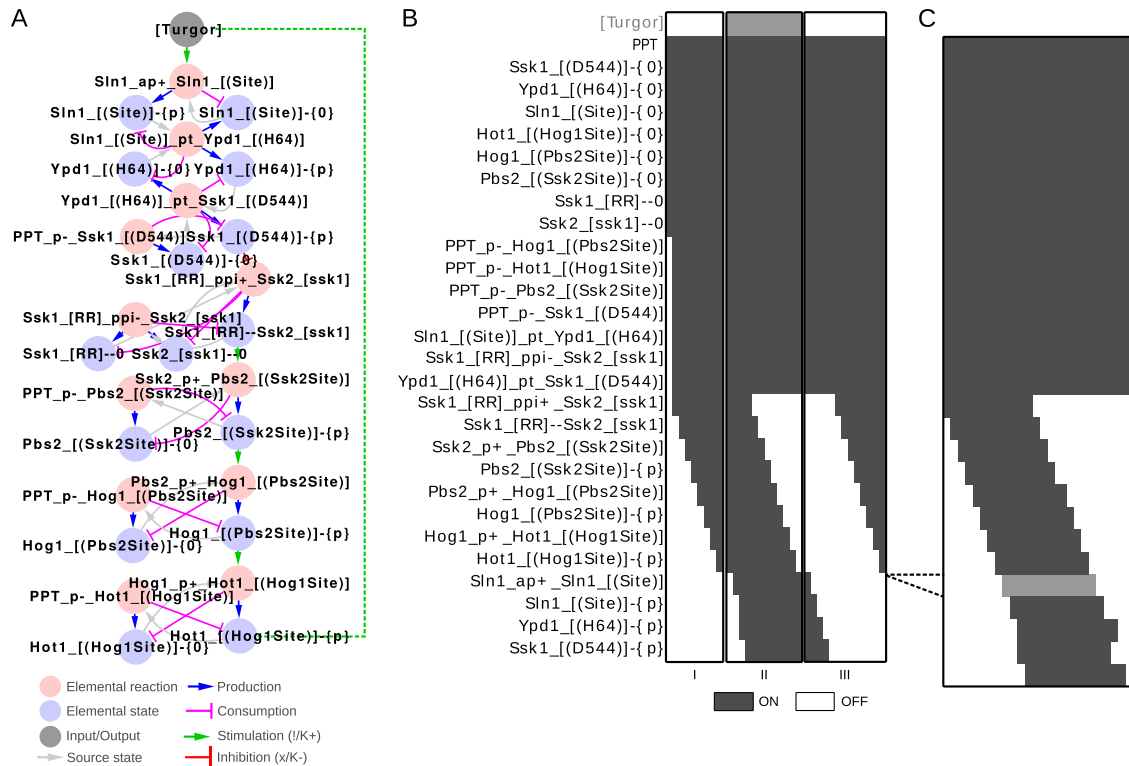 A
[Turgor]
Sln1_ap+_Sln1_[(Site)]
Sln1_[(Site)]-{p} Sln1_[(Site)]-{0}
Sln1_[(Site)]_pt_Ypd1_[(H64)]
Ypd1_[(H64)]-{0} Ypd1_[(H64)]-{p}
Ypd1_[(H64)]_pt_Ssk1_[(D544)]
PPT_p-_Ssk1_[(D544)] Ssk1_[(D544)]-{p}
Ssk1_[(D544)]-{0}
Ssk1_[RR]_ppi+_Ssk2_[ssk1]
Ssk1_[RR]_ppi-_Ssk2_[ssk1]
Ssk1_[RR]--Ssk2_[ssk1]
Ssk1_[RR]--0 Ssk2_[ssk1]--0
Ssk2_p+_Pbs2_[(Ssk2Site)]
PPT_p-_Pbs2_[(Ssk2Site)]
Pbs2_[(Ssk2Site)]-{p}
Pbs2_[(Ssk2Site)]-{0}
Pbs2_p+_Hog1_[(Pbs2Site)]
PPT_p-_Hog1_[(Pbs2Site)]
Hog1_[(Pbs2Site)]-{p}
Hog1_[(Pbs2Site)]-{0}
Hog1_p+_Hot1_[(Hog1Site)]
PPT_p-_Hot1_[(Hog1Site)]
Hot1_[(Hog1Site)]-{p}
Hot1_[(Hog1Site)]-{0}
Elemental reaction
Production
Elemental state
Consumption
Input/Output
Stimulation (!/K+)
Source state
Inhibition (x/K-)
B
[Turgor]
PPT
Ssk1_[(D544)]-{0}
Ypd1_[(H64)]-{0}
Sln1_[(Site)]-{0}
Hot1_[(Hog1Site)]-{0}
Hog1_[(Pbs2Site)]-{0}
Pbs2_[(Ssk2Site)]-{0}
Ssk1_[RR]--0
Ssk2_[ssk1]--0
PPT_p-_Hog1_[(Pbs2Site)]
PPT_p-_Hot1_[(Hog1Site)]
PPT_p-_Pbs2_[(Ssk2Site)]
PPT_p-_Ssk1_[(D544)]
Sln1_[(Site)]_pt_Ypd1_[(H64)]
Ssk1_[RR]_ppi-_Ssk2_[ssk1]
Ypd1_[(H64)]_pt_Ssk1_[(D544)]
Ssk1_[RR]_ppi+_Ssk2_[ssk1]
Ssk1_[RR]--Ssk2_[ssk1]
Ssk2_p+_Pbs2_[(Ssk2Site)]
Pbs2_[(Ssk2Site)]-{p}
Pbs2_p+_Hog1_[(Pbs2Site)]
Hog1_[(Pbs2Site)]-{p}
Hog1_p+_Hot1_[(Hog1Site)]
Hot1_[(Hog1Site)]-{p}
Sln1_ap+_Sln1_[(Site)]
Sln1_[(Site)]-{p}
Ypd1_[(H64)]-{p}
Ssk1_[(D544)]-{p}
I II III
ON OFF
C